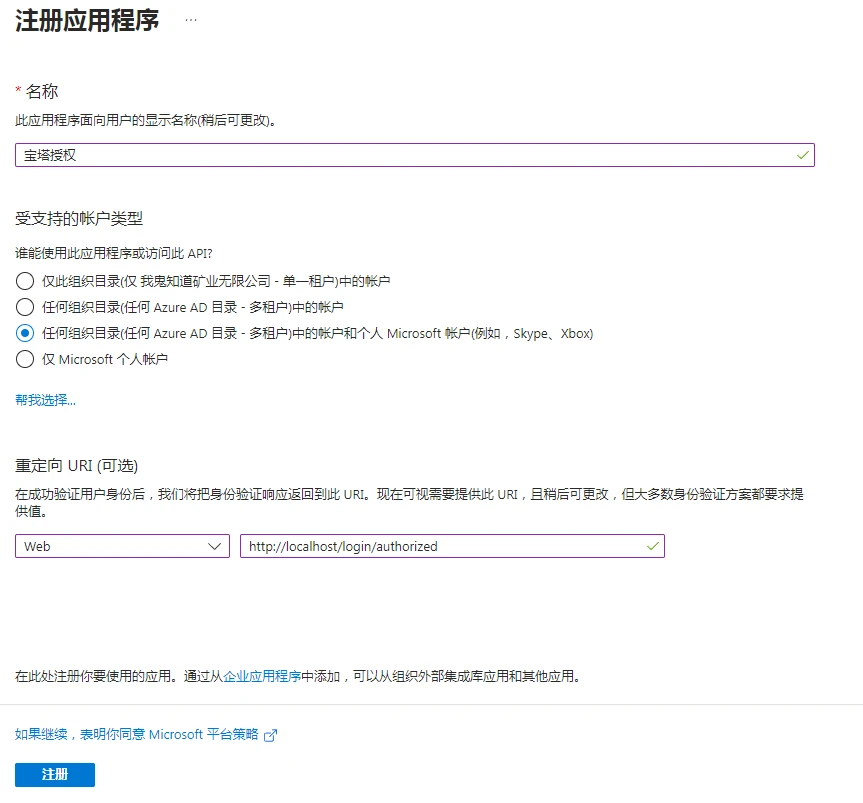 注册应用程序 ...
* 名称
此应用程序面向用户的显示名称(稍后可更改)。
宝塔授权
受支持的帐户类型
谁能使用此应用程序或访问此 API?
仅此组织目录(仅 我鬼知道矿业无限公司 - 单一租户)中的帐户
任何组织目录(任何 Azure AD 目录 - 多租户)中的帐户
任何组织目录(任何 Azure AD 目录 - 多租户)中的帐户和个人 Microsoft 帐户(例如，Skype、Xbox)
仅 Microsoft 个人帐户
帮我选择...
重定向 URI (可选)
在成功验证用户身份后，我们将把身份验证响应返回到此 URI。现在可视需要提供此 URI，且稍后可更改，但大多数身份验证方案都要求提
供值。
Web http://localhost/login/authorized
在此处注册你要使用的应用。通过从企业应用程序中添加，可以从组织外部集成库应用和其他应用。
如果继续，表明你同意 Microsoft 平台策略
注册